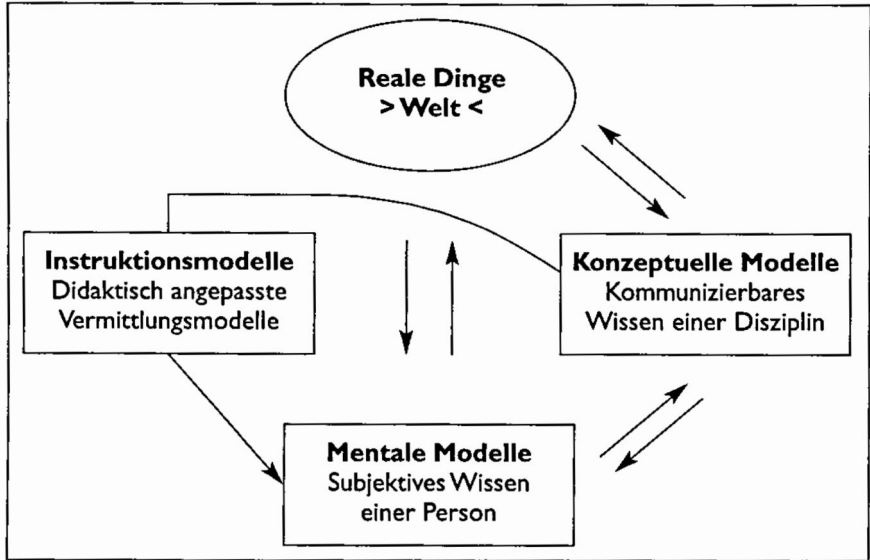 Reale Dinge
> Welt <
Instruktionsmodelle
Didaktisch angepasste
Vermittlungsmodelle
Konzeptuelle Modelle
Kommunizierbares
Wissen einer Disziplin
Mentale Modelle
Subjektives Wissen
einer Person